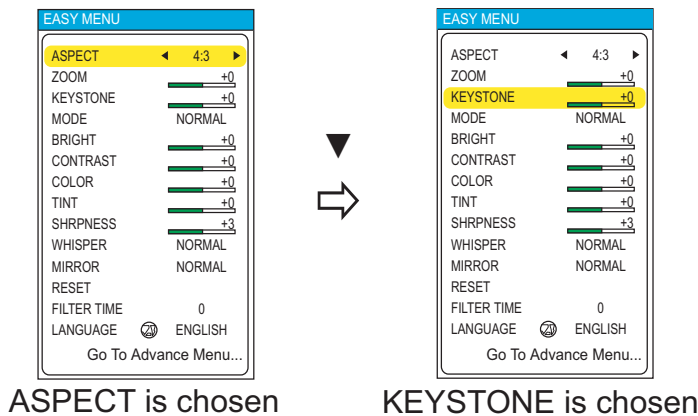 EASY MENU
ASPECT ◀ 4:3 ▶
ZOOM +0
KEYSTONE +0
MODE NORMAL
BRIGHT +0
CONTRAST +0
COLOR +0
TINT +0
SHRPNESS +3
WHISPER NORMAL
MIRROR NORMAL
RESET
FILTER TIME 0
LANGUAGE ENGLISH
Go To Advance Menu...
ASPECT is chosen
EASY MENU
ASPECT ◀ 4:3 ▶
ZOOM +0
KEYSTONE +0
MODE NORMAL
BRIGHT +0
CONTRAST +0
COLOR +0
TINT +0
SHRPNESS +3
WHISPER NORMAL
MIRROR NORMAL
RESET
FILTER TIME 0
LANGUAGE ENGLISH
Go To Advance Menu...
KEYSTONE is chosen